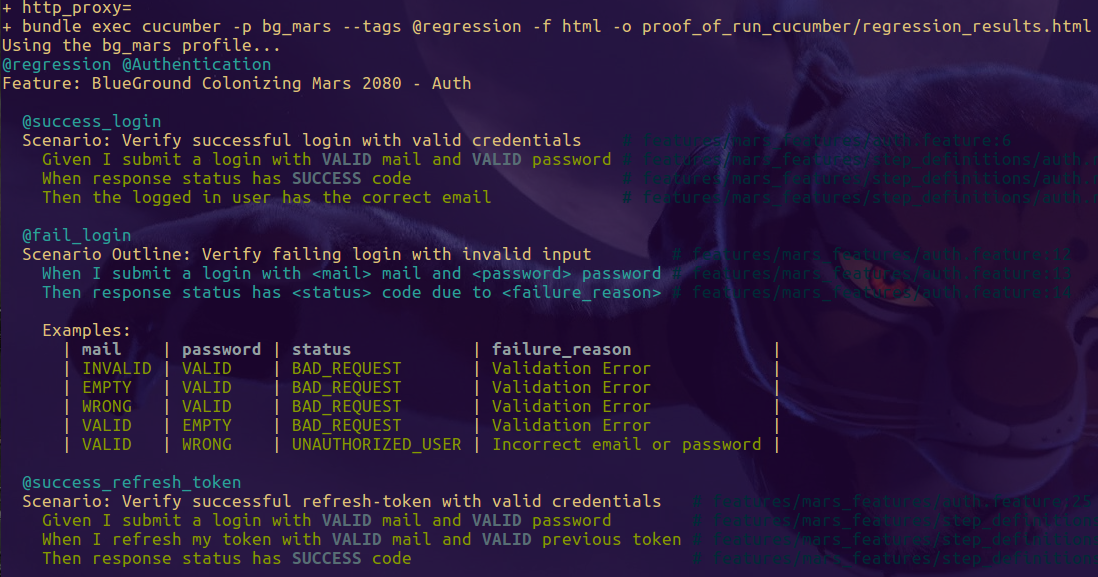 + http_proxy=
+ bundle exec cucumber -p bg_mars --tags @regression -f html -o proof_of_run_cucumber/regression_results.html
Using the bg_mars profile...
@regression @Authentication
Feature: BlueGround Colonizing Mars 2080 - Auth
@success_login
Scenario: Verify successful login with valid credentials # features/mars_features/auth.feature:6
Given I submit a login with VALID mail and VALID password # features/mars_features/step_definitions/auth.
When response status has SUCCESS code # features/mars_features/step_definitions/auth.
Then the logged in user has the correct email # features/mars_features/step_definitions/auth.
@fail_login
Scenario Outline: Verify failing login with invalid input # features/mars_features/auth.feature:12
When I submit a login with <mail> mail and <password> password # features/mars_features/auth.feature:13
Then response status has <status> code due to <failure_reason> # features/mars_features/auth.feature:14
Examples:
| mail | password | status | failure_reason |
| INVALID | VALID | BAD_REQUEST | Validation Error |
| EMPTY | VALID | BAD_REQUEST | Validation Error |
| WRONG | VALID | BAD_REQUEST | Validation Error |
| VALID | EMPTY | BAD_REQUEST | Validation Error |
| VALID | WRONG | UNAUTHORIZED_USER | Incorrect email or password |
@success_refresh_token
Scenario: Verify successful refresh-token with valid credentials # features/mars_features/auth.feature:25
Given I submit a login with VALID mail and VALID password # features/mars_features/step_definition
When I refresh my token with VALID mail and VALID previous token # features/mars_features/step_definition
Then response status has SUCCESS code # features/mars_features/step_definition